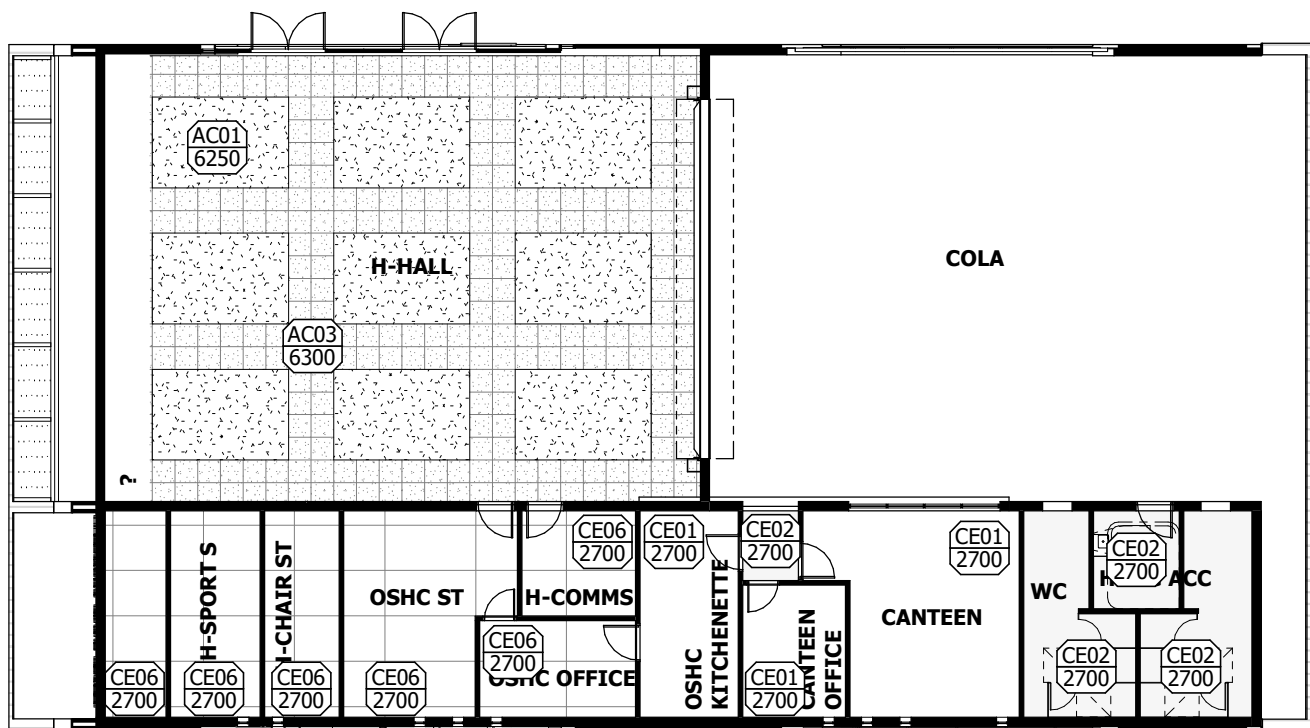 AC01
6250
H-HALL
COLA
AC03
6300
?
CE06
2700
CE01
2700
CE02
2700
CE01
2700
CE02
2700
H-SPORT S
I-CHAIR ST
OSHC ST
H-COMMS
OSHC
KITCHENETTE
CANTEEN
WC
H
ACC
CE06
2700
OSHC OFFICE
CANTEEN
OFFICE
CE06
2700
CE06
2700
CE06
2700
CE06
2700
CE01
2700
CE02
2700
CE02
2700